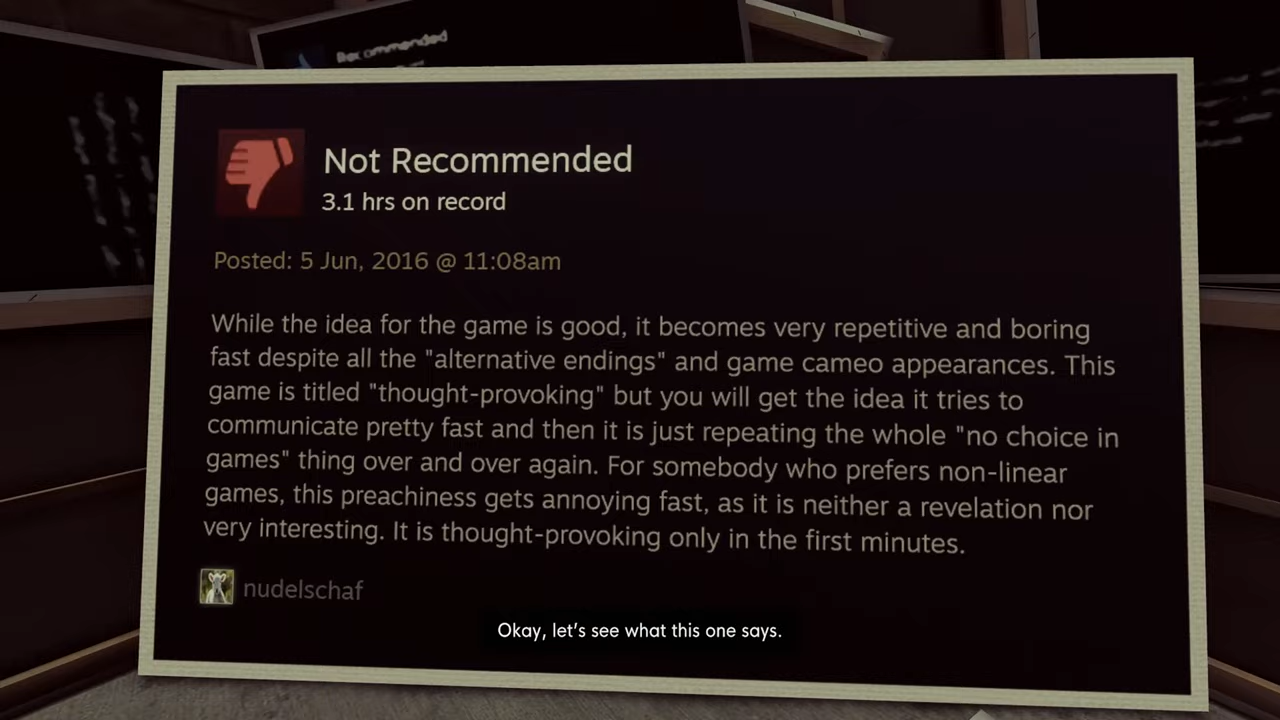 Recommended
Not Recommended
3.1 hrs on record
Posted: 5 Jun, 2016 @ 11:08am
While the idea for the game is good, it becomes very repetitive and boring
fast despite all the "alternative endings" and game cameo appearances. This
game is titled "thought-provoking" but you will get the idea it tries to
communicate pretty fast and then it is just repeating the whole "no choice in
games" thing over and over again. For somebody who prefers non-linear
games, this preachiness gets annoying fast, as it is neither a revelation nor
very interesting. It is thought-provoking only in the first minutes.
nudelschaf
Okay, let's see what this one says.